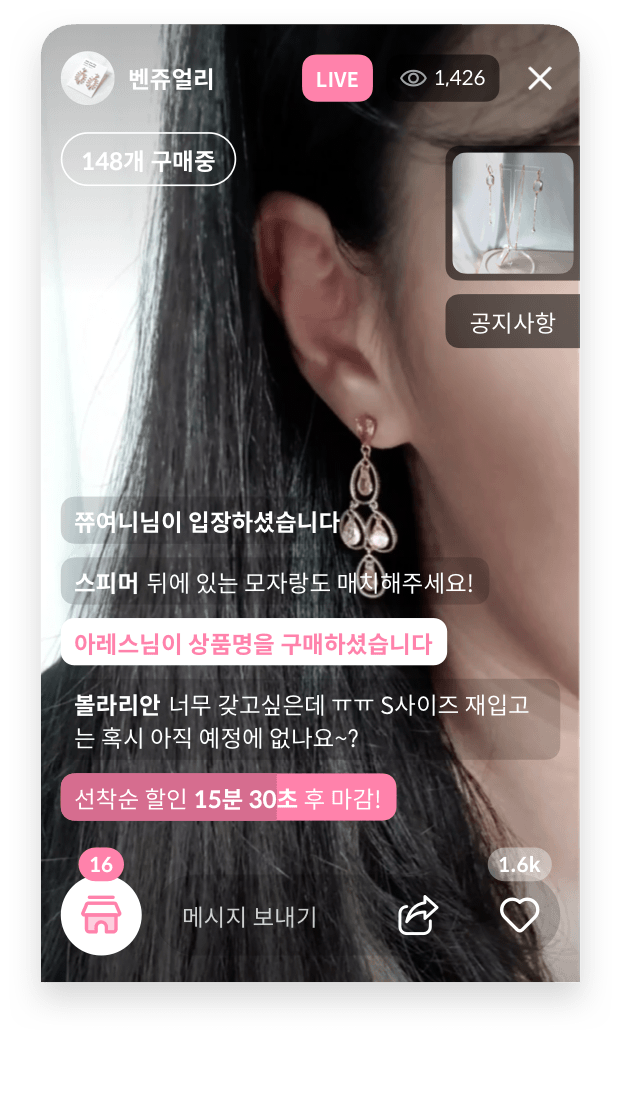 벤쥬얼리
LIVE
1,426
148개 구매중
공지사항
쮸여니님이 입장하셨습니다
스피머 뒤에 있는 모자랑도 매치해주세요!
아레스님이 상품명을 구매하셨습니다
볼라리안 너무 갖고싶은데 ㅠㅠ S사이즈 재입고
는 혹시 아직 예정에 없나요~?
선착순 할인 15분 30초 후 마감!
16
1.6k
메시지 보내기